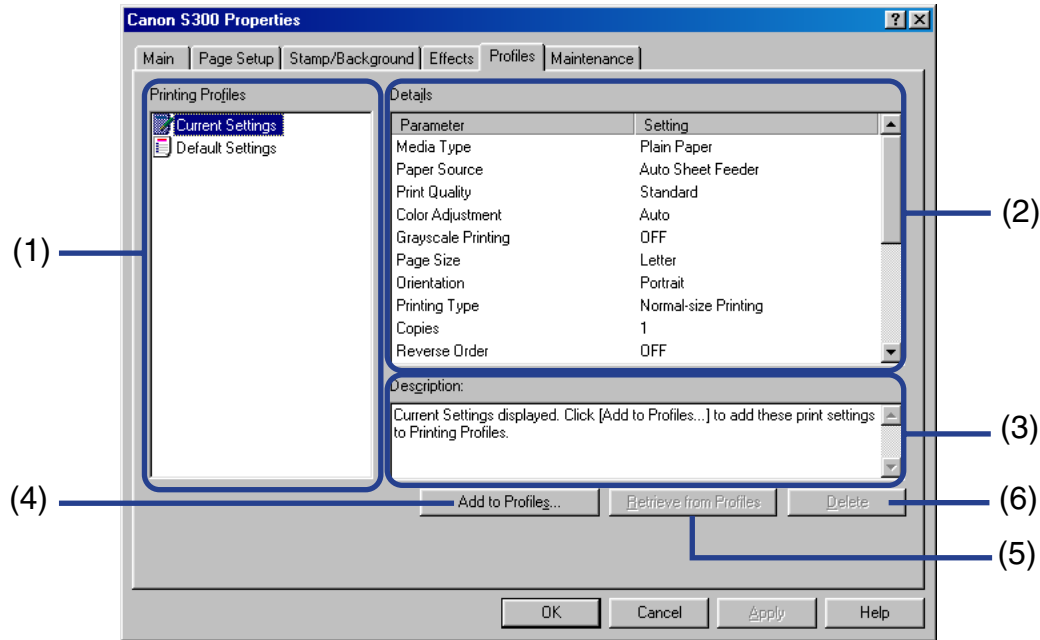 Canon S300 Properties
Main Page Setup Stamp/Background Effects Profiles Maintenance
Printing Profiles
Current Settings
Default Settings
Details
Parameter Setting
Media Type Plain Paper
Paper Source Auto Sheet Feeder
Print Quality Standard
Color Adjustment Auto
Grayscale Printing OFF
Page Size Letter
Orientation Portrait
Printing Type Normal-size Printing
Copies 1
Reverse Order OFF
Description:
Current Settings displayed. Click [Add to Profiles...] to add these print settings
to Printing Profiles.
Add to Profiles... Retrieve from Profiles Delete
OK Cancel Apply Help
(1)
(2)
(3)
(4)
(6)
(5)